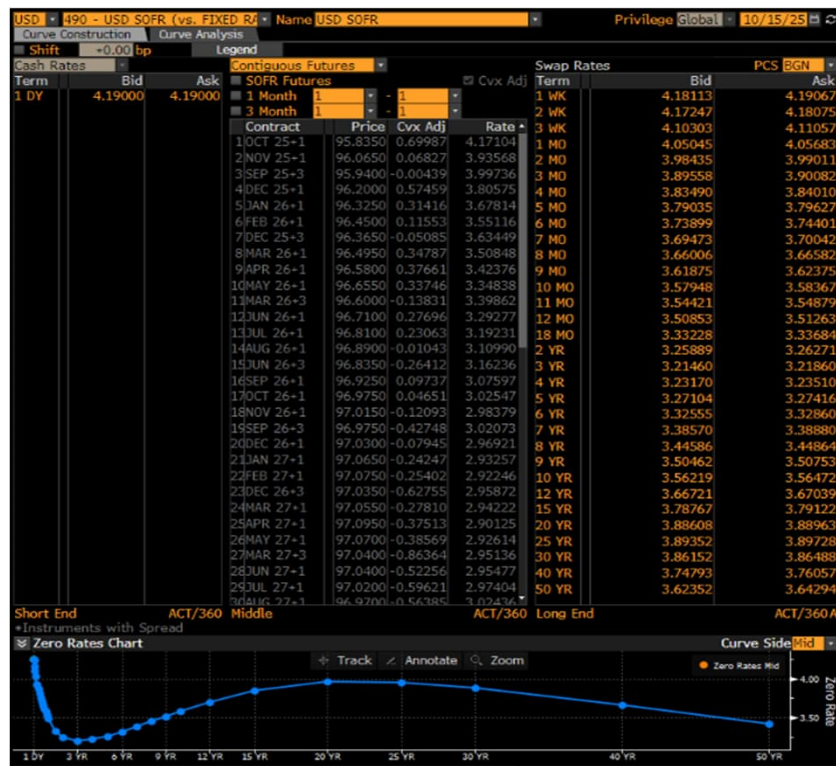 USD 490 - USD SOFR (vs. FIXED RA Name USD SOFR Privilege Global 10/15/25
Curve Construction Curve Analysis
Shift +0.00 bp Legend
Cash Rates Contiguous Futures Swap Rates PCS BGN
Term Bid Ask SOFR Futures Cvx Adj Term Bid Ask
1 DY 4.19000 4.19000 1 Month 1 - 1 1 WK 4.18113 4.19067
3 Month 1 - 1 2 WK 4.17247 4.18075
Contract Price Cvx Adj Rate 3 WK 4.10303 4.11057
1 OCT 25+1 95.8350 0.69987 4.17104 1 MO 4.05045 4.05683
2 NOV 25+1 96.0650 0.06827 3.93568 2 MO 3.98435 3.99011
3 SEP 25+3 95.9400 -0.00439 3.99736 3 MO 3.89558 3.90082
4 DEC 25+1 96.2000 0.57459 3.80575 4 MO 3.83490 3.84010
5 JAN 26+1 96.3250 0.31416 3.67814 5 MO 3.79035 3.79627
6 FEB 26+1 96.4500 0.11553 3.55116 6 MO 3.73899 3.74401
7 DEC 25+3 96.3650 -0.05085 3.63449 7 MO 3.69473 3.70042
8 MAR 26+1 96.4950 0.34787 3.50848 8 MO 3.66006 3.66582
9 APR 26+1 96.5800 0.37661 3.42376 9 MO 3.61875 3.62375
10 MAY 26+1 96.6550 0.33746 3.34838 10 MO 3.57948 3.58367
11 MAR 26+3 96.6000 -0.13831 3.39862 11 MO 3.54421 3.54879
12 JUN 26+1 96.7100 0.27696 3.29277 12 MO 3.50853 3.51263
13 JUL 26+1 96.8100 0.23063 3.19231 18 MO 3.33228 3.33684
14 AUG 26+1 96.8900 -0.01043 3.10990 2 YR 3.25889 3.26271
15 JUN 26+3 96.8350 -0.26412 3.16236 3 YR 3.21460 3.21860
16 SEP 26+1 96.9250 0.09737 3.07597 4 YR 3.23170 3.23510
17 OCT 26+1 96.9750 0.04651 3.02547 5 YR 3.27104 3.27416
18 NOV 26+1 97.0150 -0.12093 2.98379 6 YR 3.32555 3.32860
19 SEP 26+3 96.9750 -0.42748 3.02073 7 YR 3.38570 3.38880
20 DEC 26+1 97.0300 -0.07945 2.96921 8 YR 3.44586 3.44864
21 JAN 27+1 97.0650 -0.24247 2.93257 9 YR 3.50462 3.50753
22 FEB 27+1 97.0750 -0.25402 2.92246 10 YR 3.56219 3.56472
23 DEC 26+3 97.0350 -0.62755 2.95872 12 YR 3.66721 3.67039
24 MAR 27+1 97.0550 -0.27810 2.94222 15 YR 3.78767 3.79122
25 APR 27+1 97.0950 -0.37513 2.90125 20 YR 3.88608 3.88963
26 MAY 27+1 97.0700 -0.38569 2.92614 25 YR 3.89352 3.89728
27 MAR 27+3 97.0400 -0.86364 2.95136 30 YR 3.86152 3.86488
28 JUN 27+1 97.0400 -0.52256 2.95477 40 YR 3.74793 3.76057
29 JUL 27+1 97.0200 -0.59621 2.97404 50 YR 3.62352 3.64294
30 AUG 27+1 96.9700 -0.56385 3.02436
Short End ACT/360 Middle ACT/360 Long End ACT/360 A
*Instruments with Spread
Zero Rates Chart Curve Side Mid
Track Annotate Zoom Zero Rates Mid
4.00
3.50
Zero Rate
1 DY 3 YR 6 YR 9 YR 12 YR 15 YR 20 YR 25 YR 30 YR 40 YR 50 YR